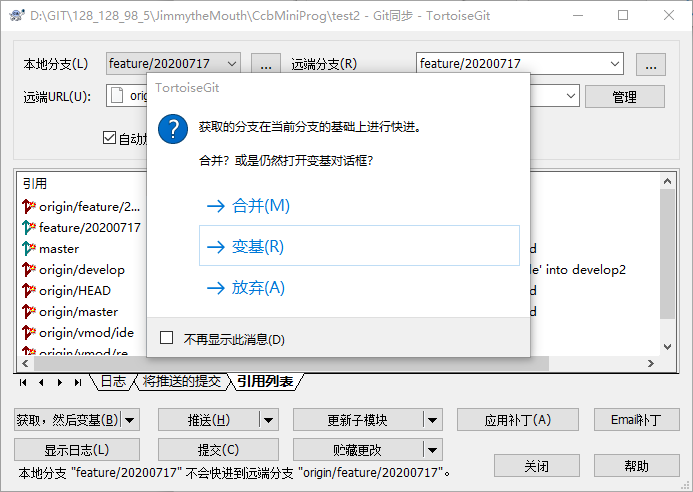 D:\GIT\128_128_98_5\JimmytheMouth\CcbMiniProg\test2 - Git同步 - TortoiseGit
本地分支(L) feature/20200717 ... 远端分支(R) feature/20200717 ...
远端URL(U): 管理
TortoiseGit
获取的分支在当前分支的基础上进行快进。
合并？或是仍然打开变基对话框？
合并(M)
变基(R)
放弃(A)
不再显示此消息(D)
引用
origin/feature/2...
feature/20200717
master
origin/develop
origin/HEAD
origin/master
origin/vmod/ide
origin/vmod/re
' into develop2
日志 将推送的提交 引用列表
获取，然后变基(B) 推送(H) 更新子模块 应用补丁(A) Email补丁
显示日志(L) 提交(C) 贮藏更改
本地分支 "feature/20200717" 不会快进到远端分支 "origin/feature/20200717"。
关闭 帮助